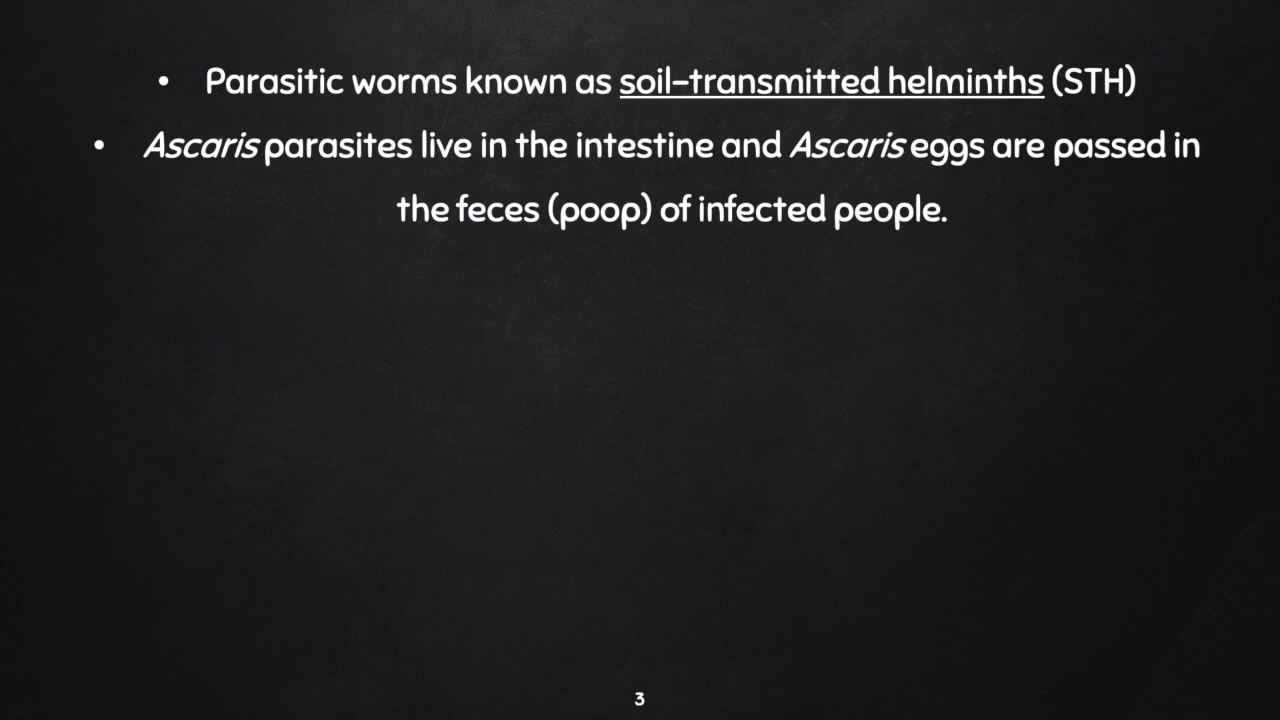 • Parasitic worms known as soil-transmitted helminths (STH)
• Ascaris parasites live in the intestine and Ascaris eggs are passed in
the feces (poop) of infected people.
3